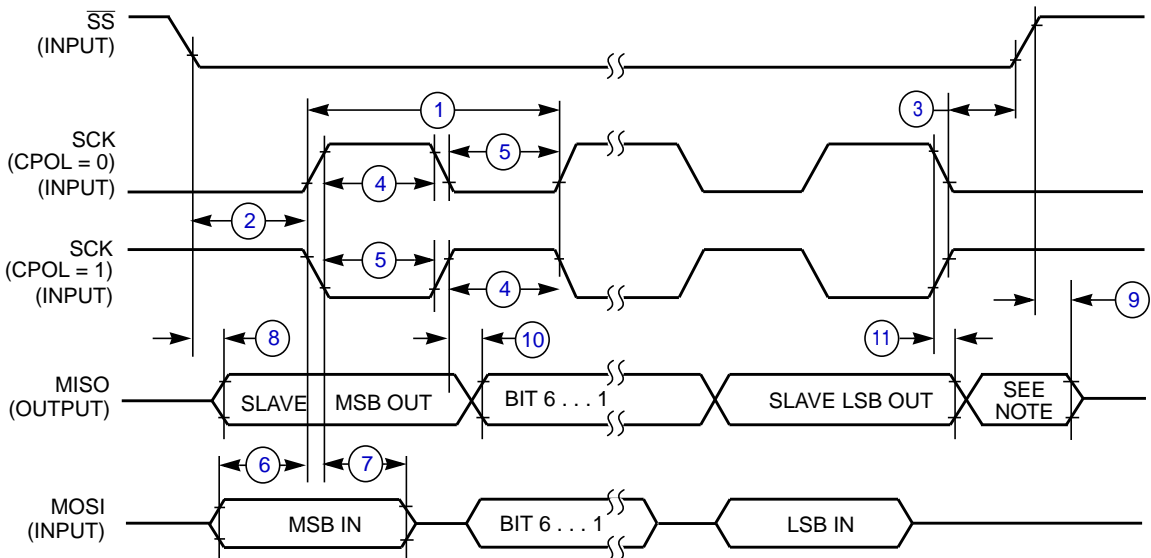 SS
(INPUT)
1
3
SCK
(CPOL = 0)
(INPUT)
5
4
2
SCK
(CPOL = 1)
(INPUT)
5
4
9
8
10
11
MISO
(OUTPUT)
SLAVE MSB OUT
BIT 6 . . . 1
SLAVE LSB OUT
SEE
NOTE
6
7
MOSI
(INPUT)
MSB IN
BIT 6 . . . 1
LSB IN